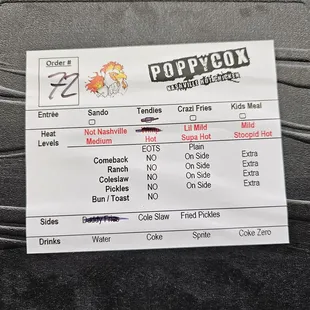 Order #
72
POPPYCOX
NASHVILLE HOT CHICKEN
Entrée Sando Tendies Crazi Fries Kids Meal
Heat Not Nashville Lil Mild Mild
Levels Medium Hot Supa Hot Stoopid Hot
EOTS Plain
Comeback NO On Side Extra
Ranch NO On Side Extra
Coleslaw NO On Side Extra
Pickles NO On Side Extra
Bun / Toast NO
Sides Buddy Fries Cole Slaw Fried Pickles
Drinks Water Coke Sprite Coke Zero